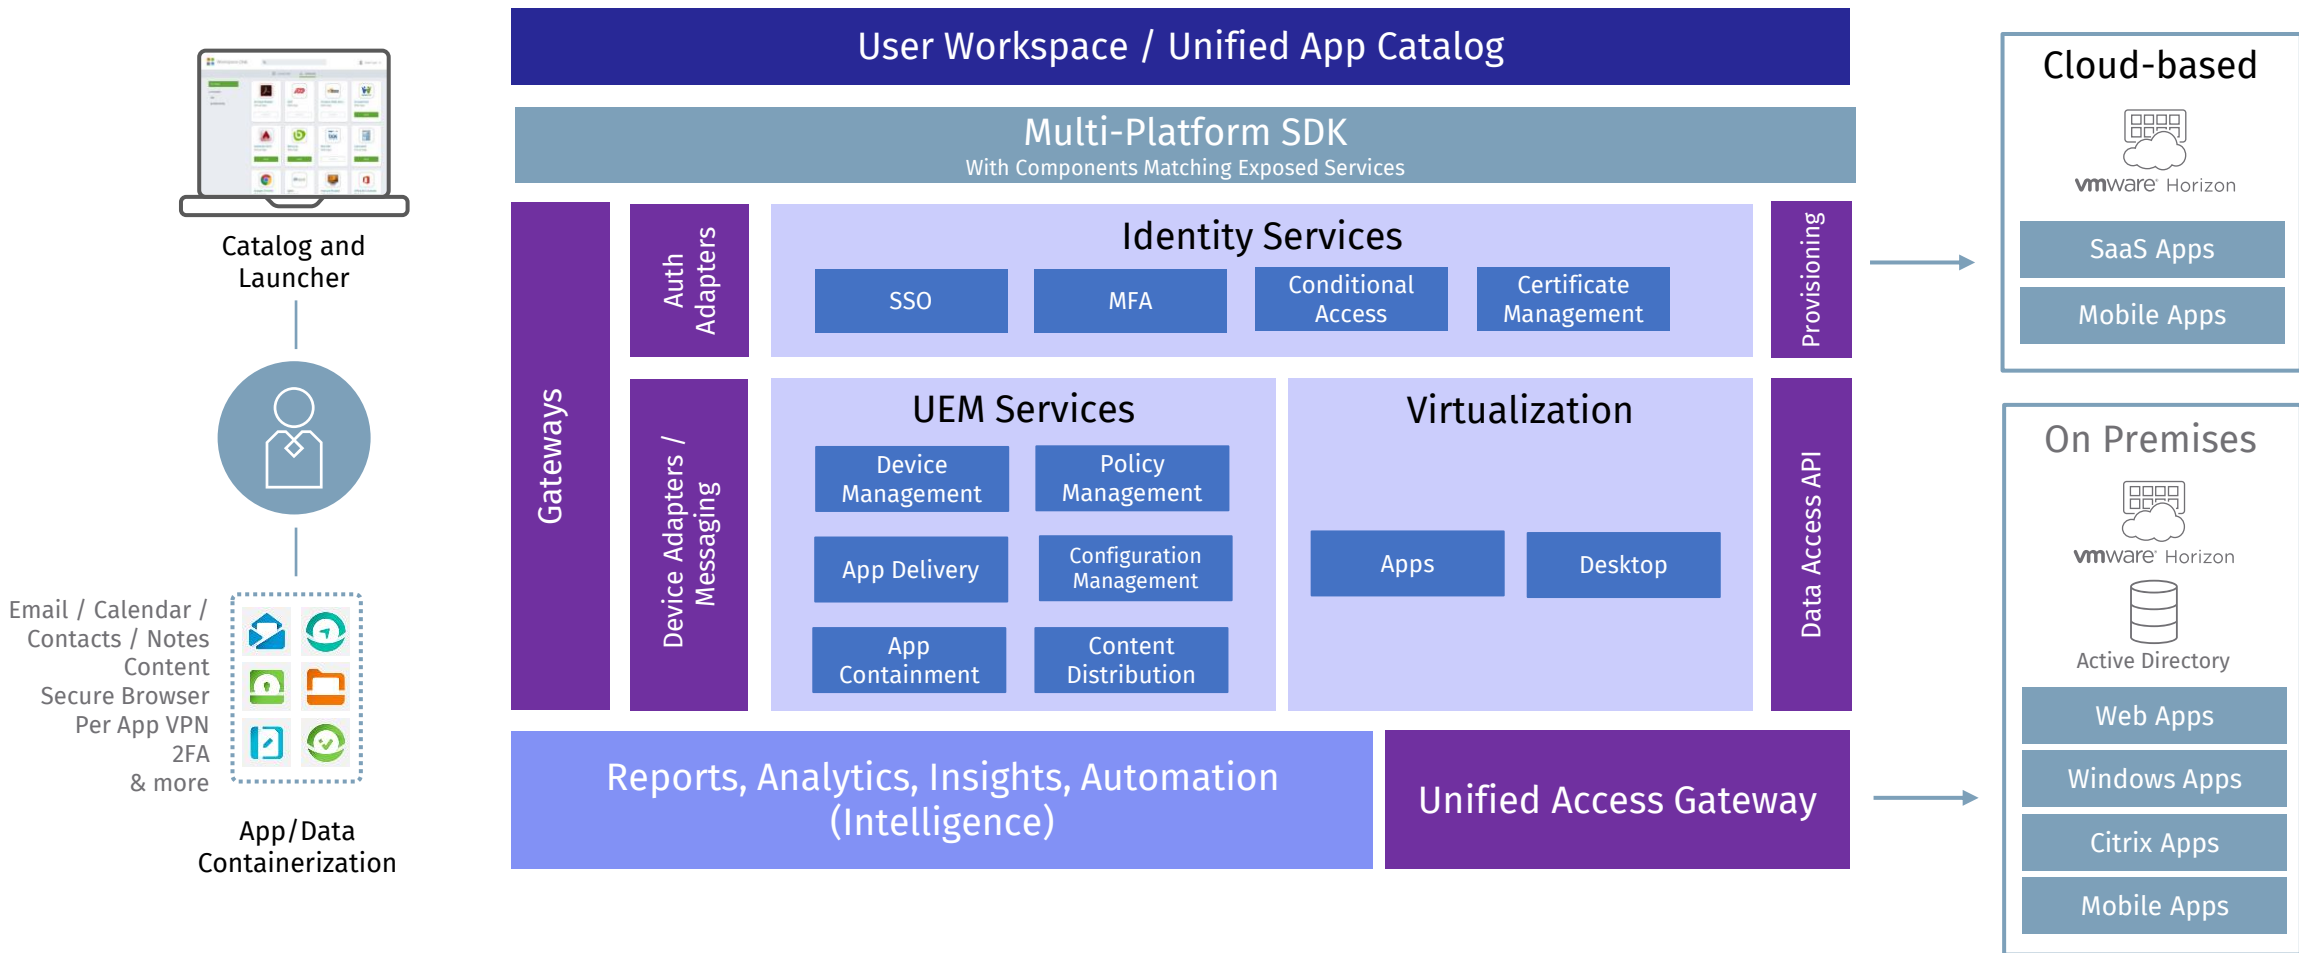 User Workspace / Unified App Catalog
Multi-Platform SDK
With Components Matching Exposed Services
Catalog and
Launcher
Email / Calendar /
Contacts / Notes
Content
Secure Browser
Per App VPN
2FA
& more
App/Data
Containerization
Gateways
Auth
Adapters
Identity Services
SSO
MFA
Conditional
Access
Certificate
Management
Provisioning
Device Adapters /
Messaging
UEM Services
Device
Management
Policy
Management
App Delivery
Configuration
Management
App
Containment
Content
Distribution
Virtualization
Apps
Desktop
Data Access API
Reports, Analytics, Insights, Automation
(Intelligence)
Unified Access Gateway
Cloud-based
vmware Horizon
SaaS Apps
Mobile Apps
On Premises
vmware Horizon
Active Directory
Web Apps
Windows Apps
Citrix Apps
Mobile Apps